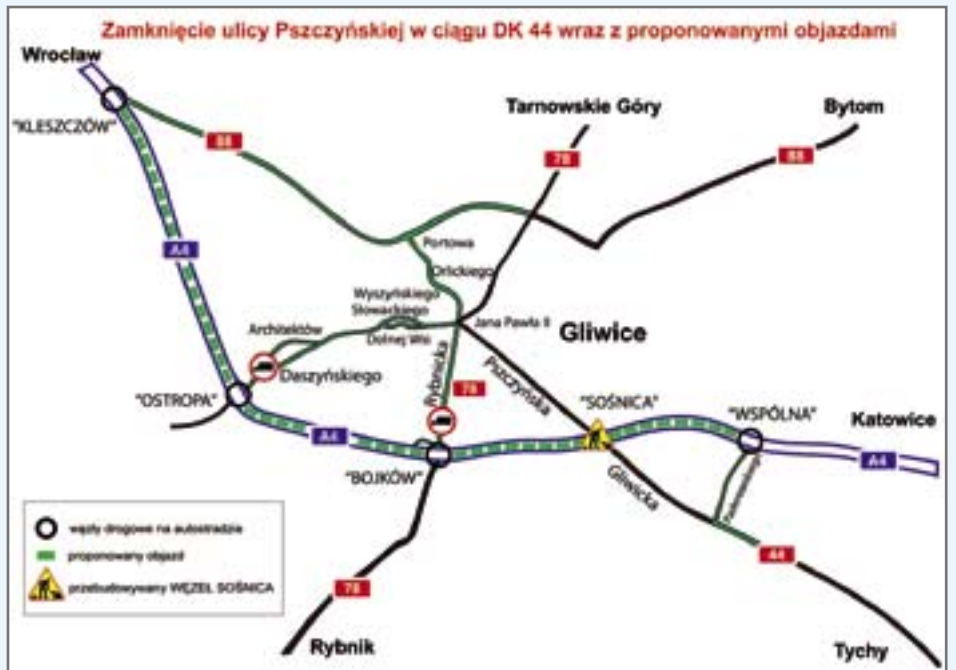 Zamknięcie ulicy Pszczyńskiej w ciągu DK 44 wraz z proponowanymi objazdami
Wrocław
Tarnowskie Góry
Bytom
"KLESZCZÓW"
88
78
88
A4
Portowa
Orlickiego
Wyszyńskiego
Słowackiego
Jana Pawła II
Architektów
Dolnej Wsi
Gliwice
Daszyńskiego
Rybnicka
78
Pszczyńska
"OSTROPA"
"SOŚNICA"
"WSPÓLNA"
Katowice
A4
A4
"BOJKÓW"
Gliwicka
węzły drogowe na autostradzie
proponowany objazd
przebudowywany WĘZEŁ SOŚNICA
44
78
Rybnik
Tychy